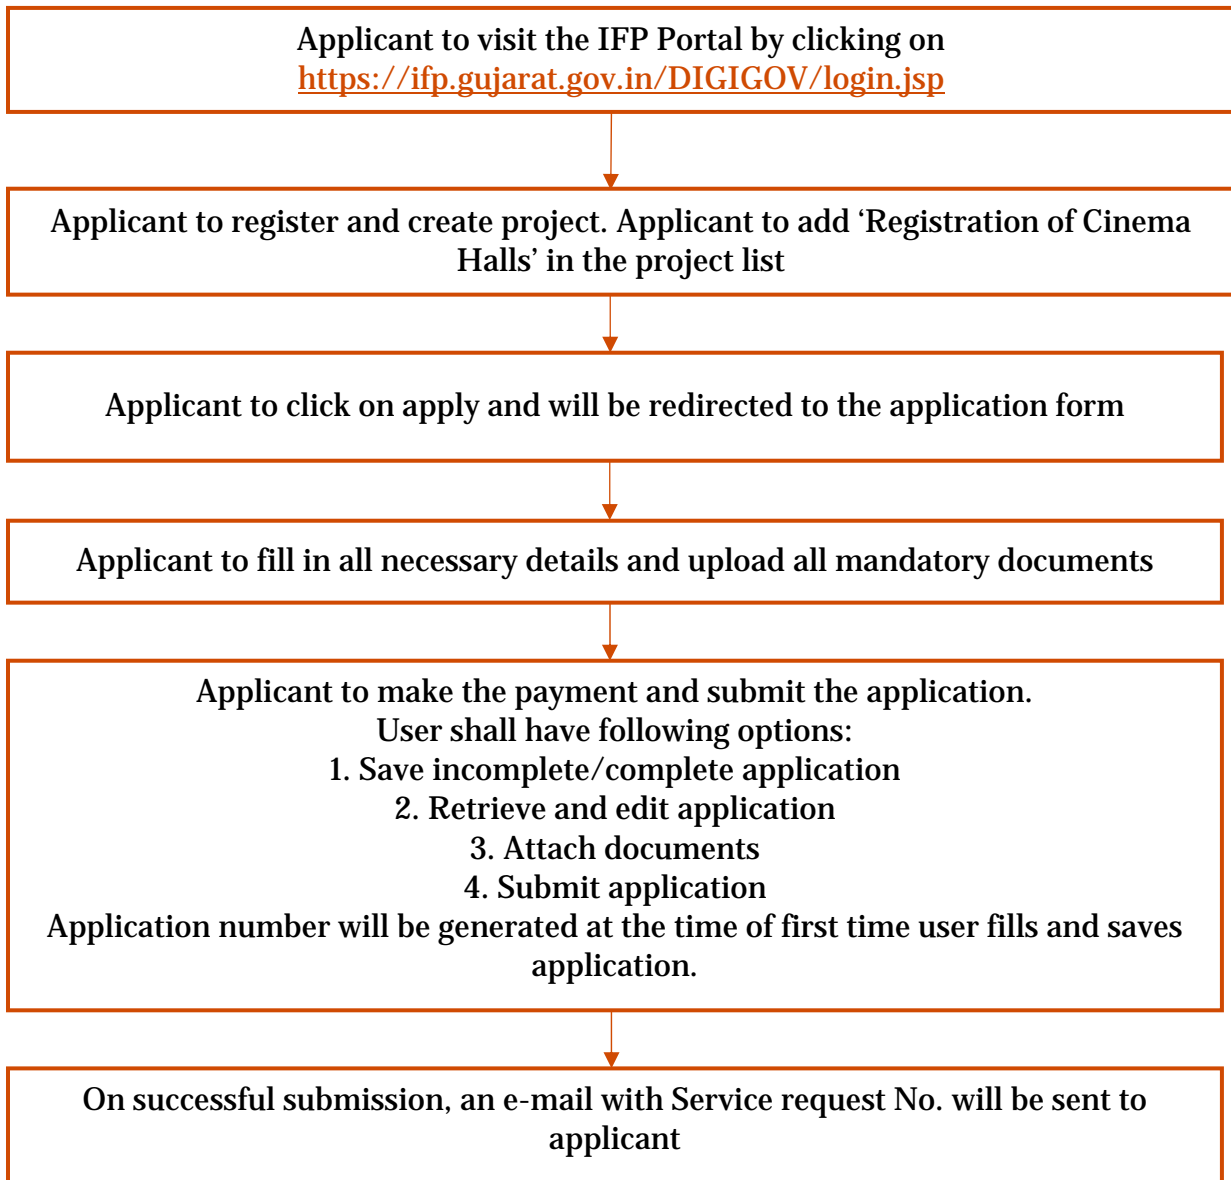 Applicant to visit the IFP Portal by clicking on
https://ifp.gujarat.gov.in/DIGIGOV/login.jsp
Applicant to register and create project. Applicant to add ‘Registration of Cinema
Halls’ in the project list
Applicant to click on apply and will be redirected to the application form
Applicant to fill in all necessary details and upload all mandatory documents
Applicant to make the payment and submit the application.
User shall have following options:
1. Save incomplete/complete application
2. Retrieve and edit application
3. Attach documents
4. Submit application
Application number will be generated at the time of first time user fills and saves
application.
On successful submission, an e-mail with Service request No. will be sent to
applicant